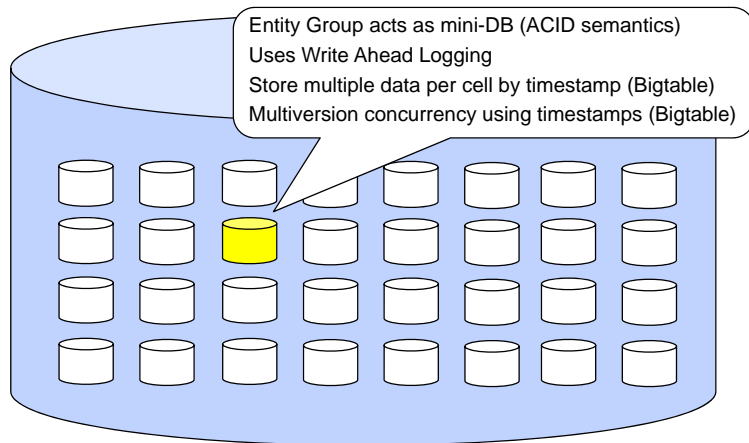 Entity Group acts as mini-DB (ACID semantics)
Uses Write Ahead Logging
Store multiple data per cell by timestamp (Bigtable)
Multiversion concurrency using timestamps (Bigtable)